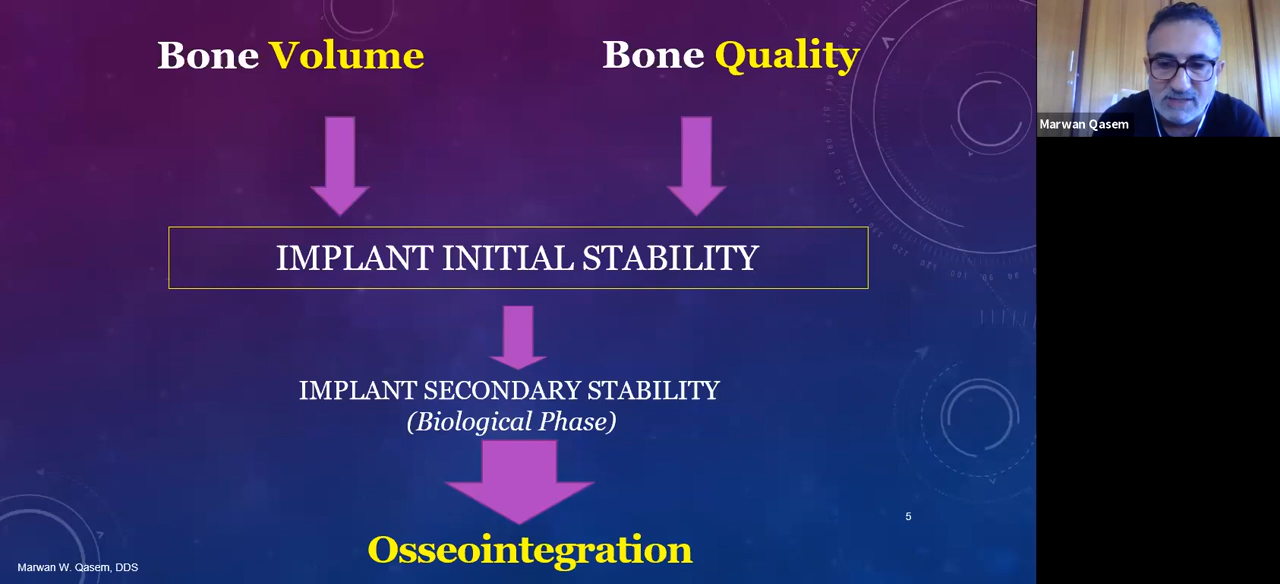 Bone Volume
Bone Quality
Marwan Qasem
IMPLANT INITIAL STABILITY
IMPLANT SECONDARY STABILITY
(Biological Phase)
5
Osseointegration
Marwan W. Qasem, DDS